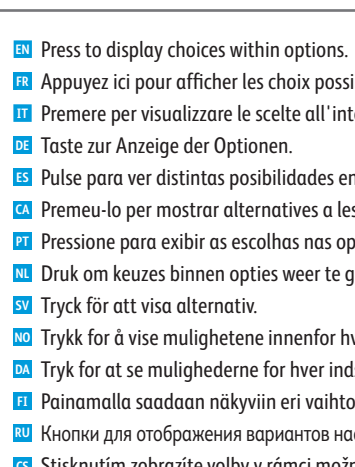 EN Press to display choices within options.
FR Appuyez ici pour afficher les choix possi
IT Premere per visualizzare le scelte all'int
DE Taste zur Anzeige der Optionen.
ES Pulse para ver distintas posibilidades en
CA Premeu-lo per mostrar alternatives a les
PT Pressione para exibir as escolhas nas op
NL Druk om keuzes binnen opties weer te g
SV Tryck för att visa alternativ.
NO Trykk for å vise mulighetene innenfor hv
DA Tryk for at se mulighederne for hver ind
FI Painamalla saadaan näkyviin eri vaihto
RU Кнопки для отображения вариантов нас
CS Stisknutím zobrazíte volby v rámci možn